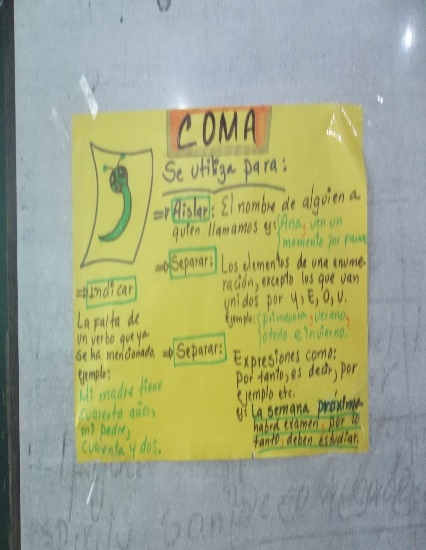 COMA
Se utiliza para:
⇒ Aislar: El nombre de alguien a
quien llamamos ej: Ana, ven un
momento por favor
⇒ Separar: Los elementos de una enume-
ración, excepto los que van
unidos por y, E, O, U.
Ejemplo: primavera, verano,
otoño e invierno.
⇒ Separar: Expresiones como:
Por tanto, es decir, por
ejemplo etc.
ej: La semana próxima
habrá exámen, por lo
tanto, deben estudiar.
⇒ Indicar
La falta de
un verbo que ya
se ha mencionado
ejemplo:
Mi madre tiene
cuarenta aún,
mi padre,
cuarenta y dos.